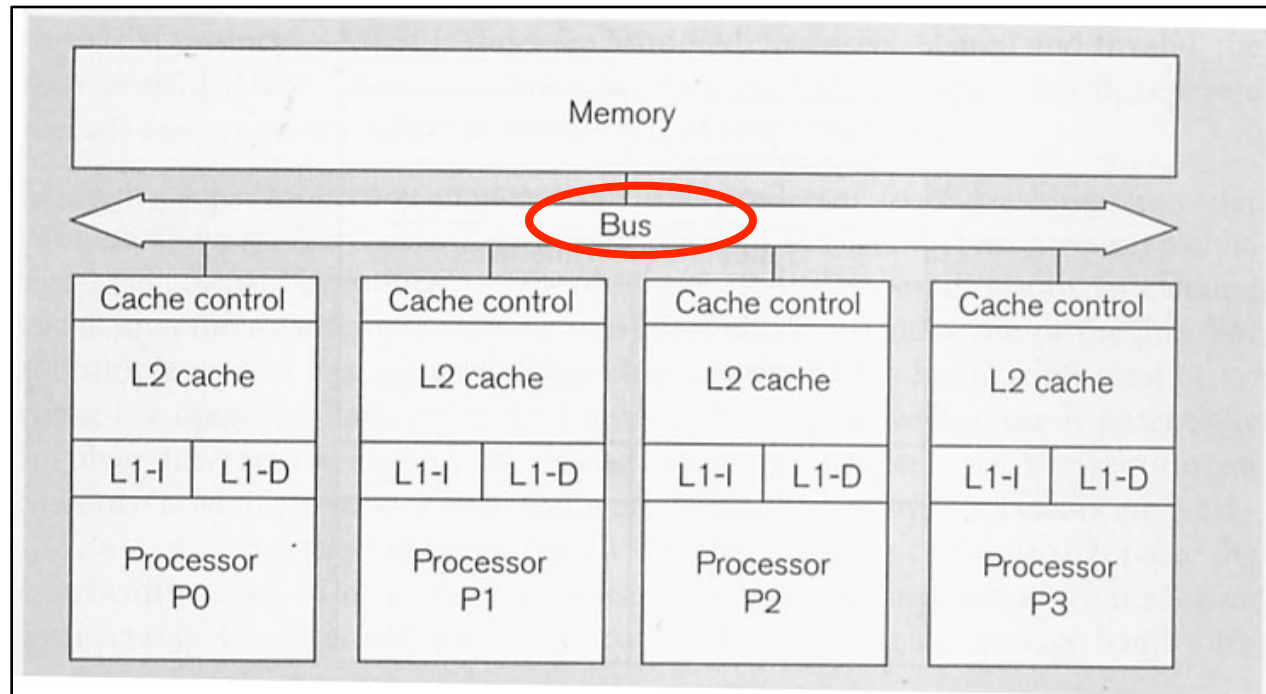 Memory
Bus
Cache control Cache control Cache control Cache control
L2 cache L2 cache L2 cache L2 cache
L1-I L1-D L1-I L1-D L1-I L1-D L1-I L1-D
Processor Processor Processor Processor
P0 P1 P2 P3